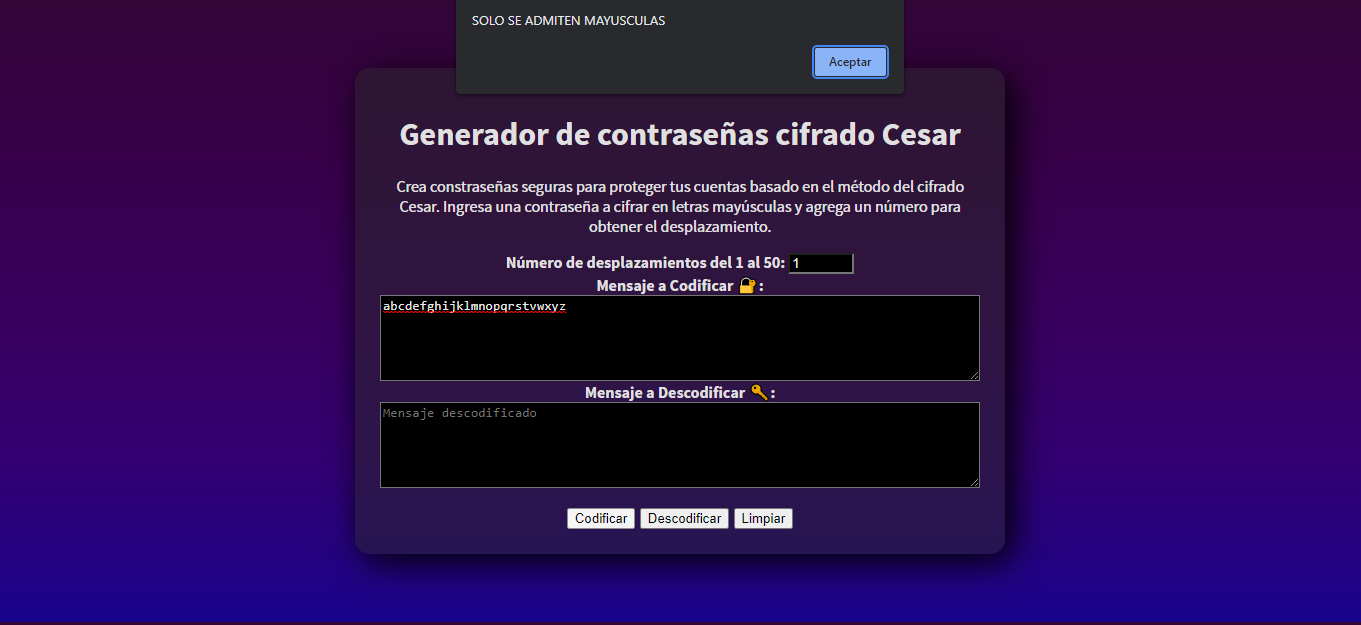 SOLO SE ADMITEN MAYUSCULAS
Aceptar
Generador de contraseñas cifrado Cesar
Crea constraseñas seguras para proteger tus cuentas basado en el método del cifrado
Cesar. Ingresa una contraseña a cifrar en letras mayúsculas y agrega un número para
obtener el desplazamiento.
Número de desplazamientos del 1 al 50: 1
Mensaje a Codificar 🔐:
abcdefghijklmnopqrstvwxyz
Mensaje a Descodificar 🔑:
Mensaje descodificado
Codificar Descodificar Limpiar